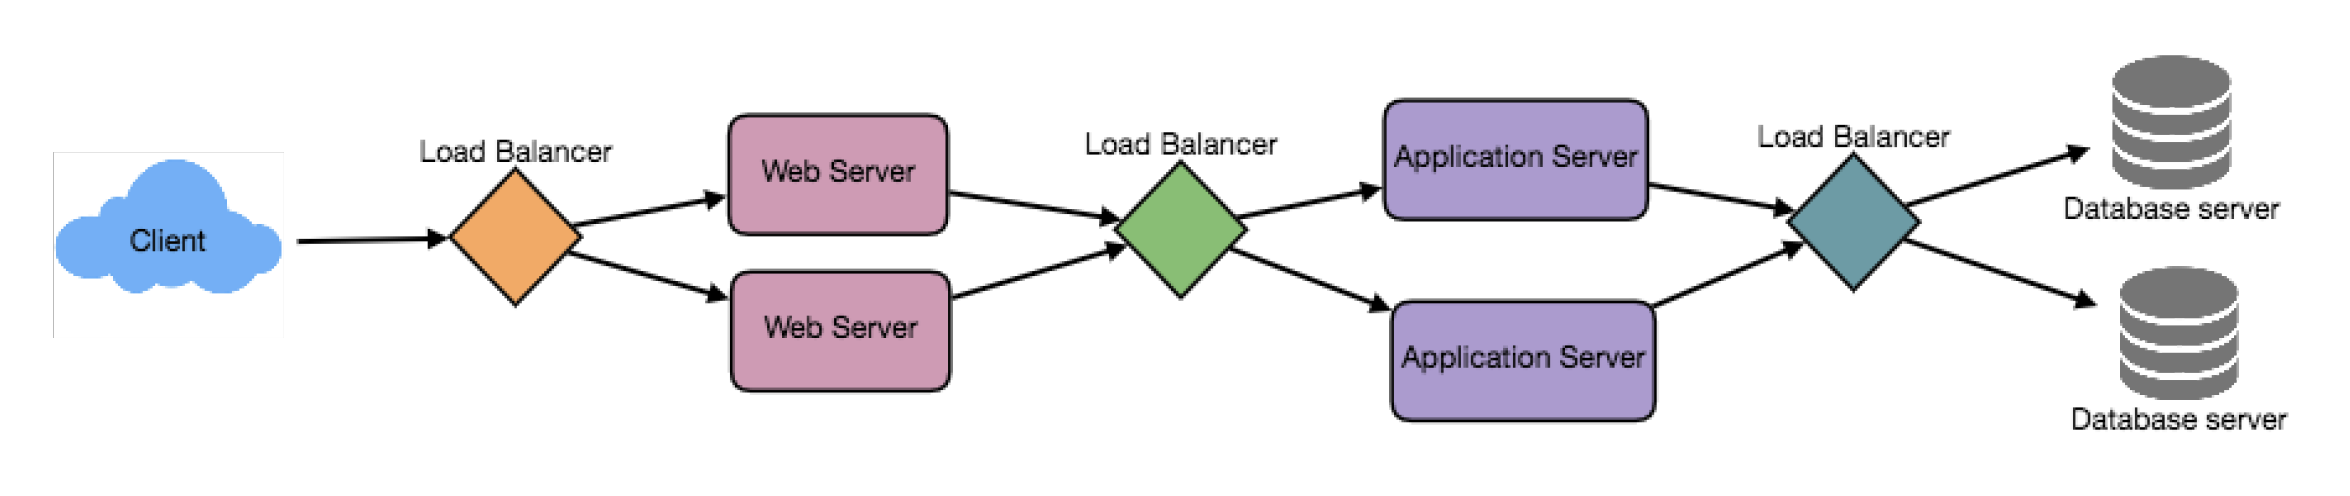 Client
Load Balancer
Web Server
Web Server
Load Balancer
Application Server
Application Server
Load Balancer
Database server
Database server